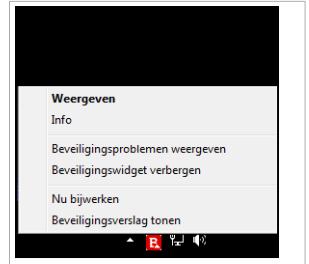 Weergeven
Info
Beveiligingsproblemen weergeven
Beveiligingswidget verbergen
Nu bijwerken
Beveiligingsverslag tonen
B